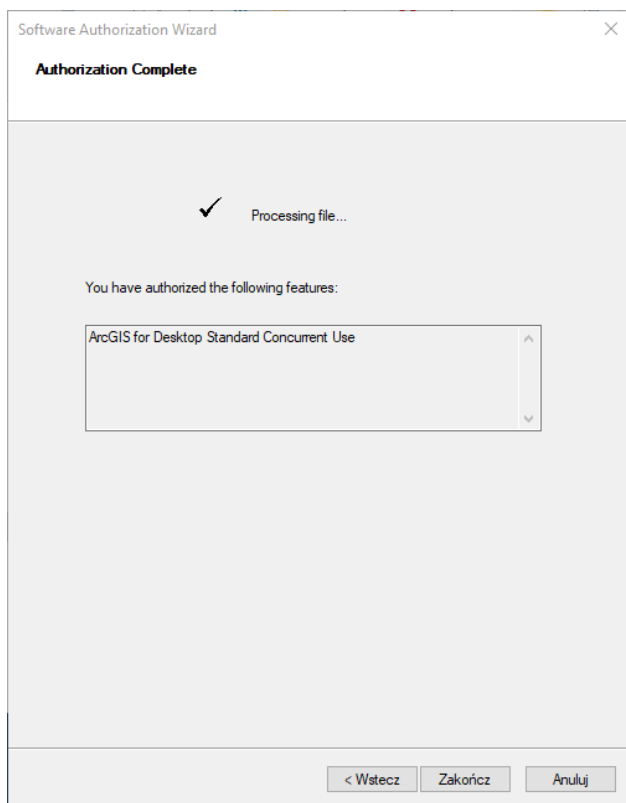 Software Authorization Wizard
Authorization Complete
Processing file...
You have authorized the following features:
ArcGIS for Desktop Standard Concurrent Use
< Wstecz
Zakończ
Anuluj